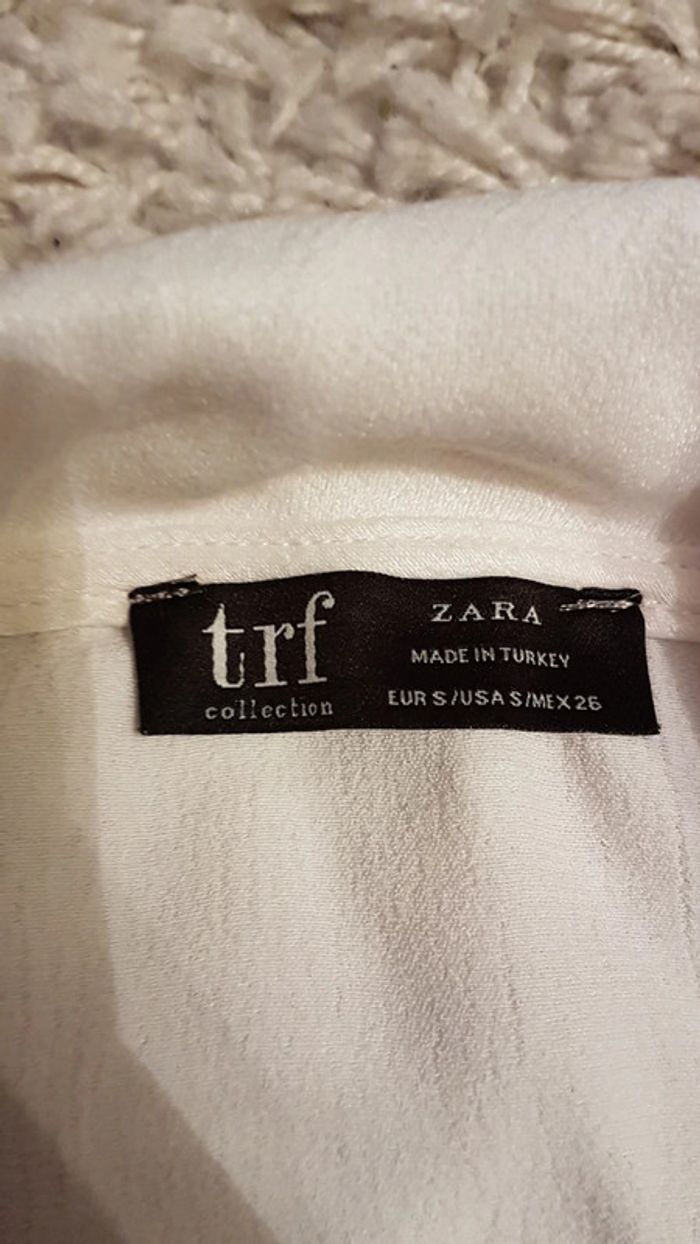 trf
collection
ZARA
MADE IN TURKEY
EUR S/USA S/MEX 26